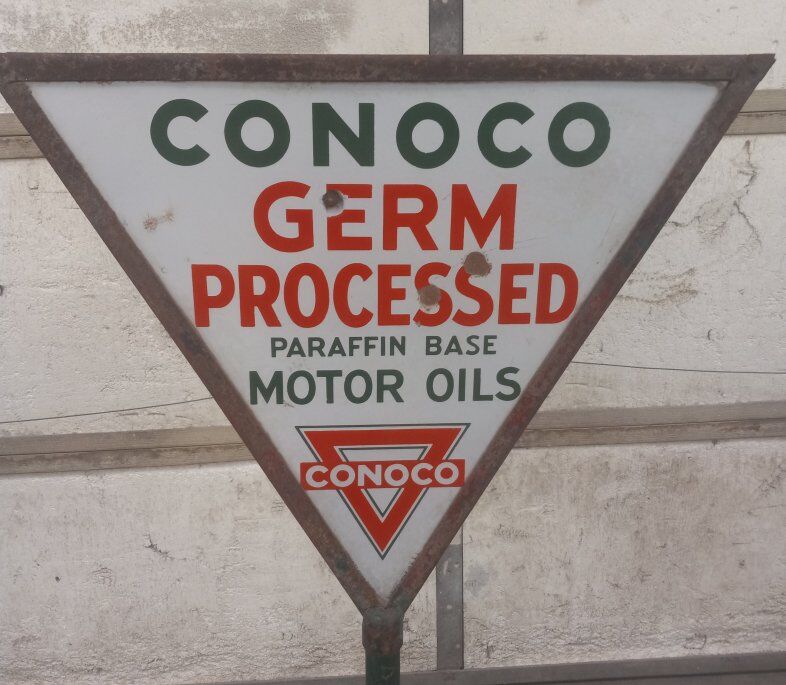 CONOCO
GERM
PROCESSED
PARAFFIN BASE
MOTOR OILS
CONOCO